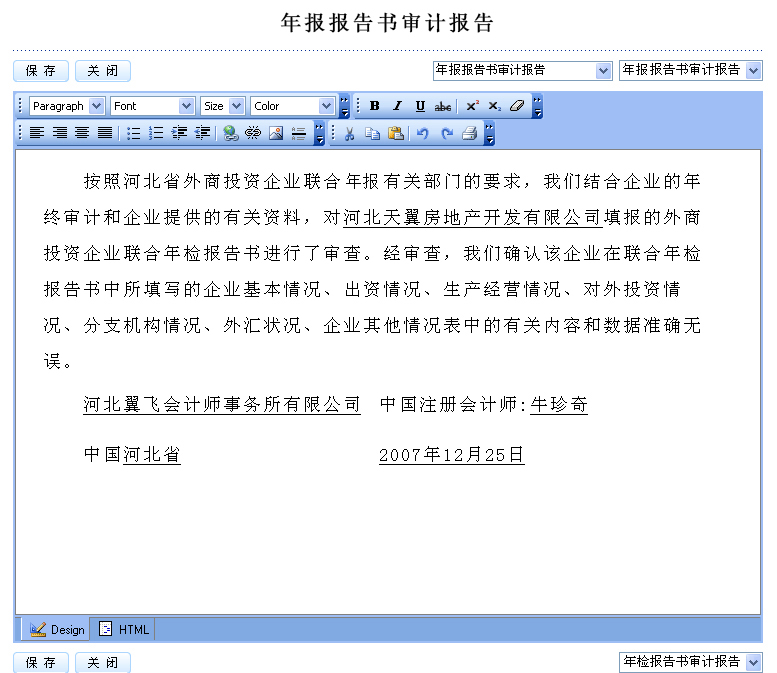 年报报告书审计报告
保 存 关 闭 年报报告书审计报告 年报报告书审计报告
Paragraph Font Size Color B I U abc x² x₂
按照河北省外商投资企业联合年报有关部门的要求，我们结合企业的年
终审计和企业提供的有关资料，对河北天翼房地产开发有限公司填报的外商
投资企业联合年检报告书进行了审查。经审查，我们确认该企业在联合年检
报告书中所填写的企业基本情况、出资情况、生产经营情况、对外投资情
况、分支机构情况、外汇状况、企业其他情况表中的有关内容和数据准确无
误。
河北翼飞会计师事务所有限公司 中国注册会计师:牛珍奇
中国河北省 2007年12月25日
Design HTML
保 存 关 闭 年检报告书审计报告